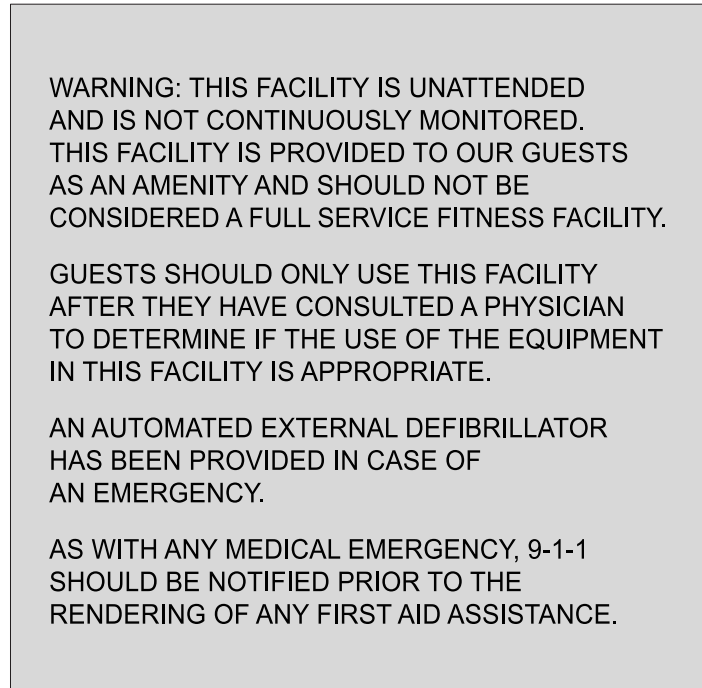 WARNING: THIS FACILITY IS UNATTENDED
AND IS NOT CONTINUOUSLY MONITORED.
THIS FACILITY IS PROVIDED TO OUR GUESTS
AS AN AMENITY AND SHOULD NOT BE
CONSIDERED A FULL SERVICE FITNESS FACILITY.
GUESTS SHOULD ONLY USE THIS FACILITY
AFTER THEY HAVE CONSULTED A PHYSICIAN
TO DETERMINE IF THE USE OF THE EQUIPMENT
IN THIS FACILITY IS APPROPRIATE.
AN AUTOMATED EXTERNAL DEFIBRILLATOR
HAS BEEN PROVIDED IN CASE OF
AN EMERGENCY.
AS WITH ANY MEDICAL EMERGENCY, 9-1-1
SHOULD BE NOTIFIED PRIOR TO THE
RENDERING OF ANY FIRST AID ASSISTANCE.